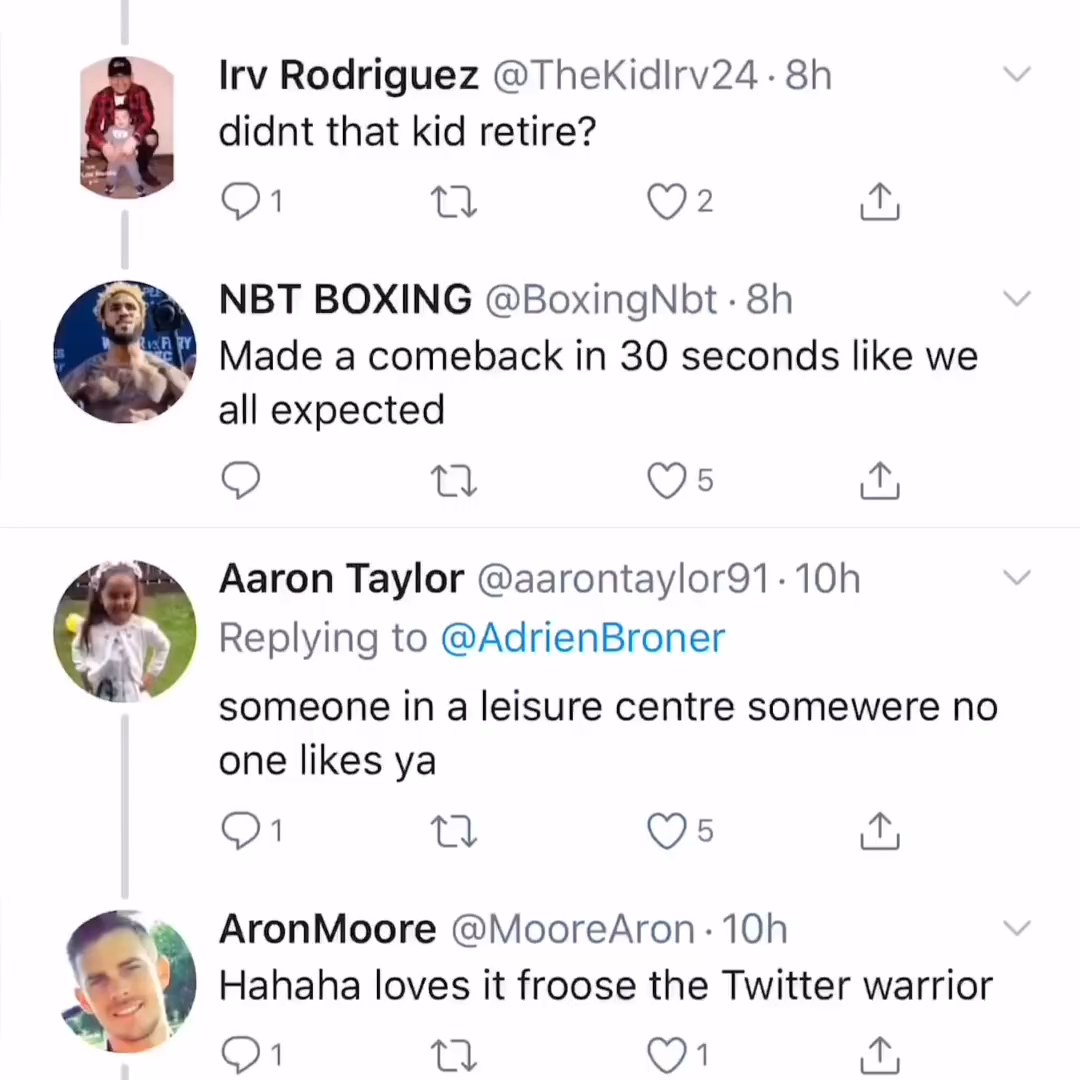 Irv Rodriguez @TheKidIrv24 · 8h
didnt that kid retire?
1 2
NBT BOXING @BoxingNbt · 8h
Made a comeback in 30 seconds like we
all expected
5
Aaron Taylor @aarontaylor91 · 10h
Replying to @AdrienBroner
someone in a leisure centre somewere no
one likes ya
1 5
AronMoore @MooreAron · 10h
Hahaha loves it froose the Twitter warrior
1 1